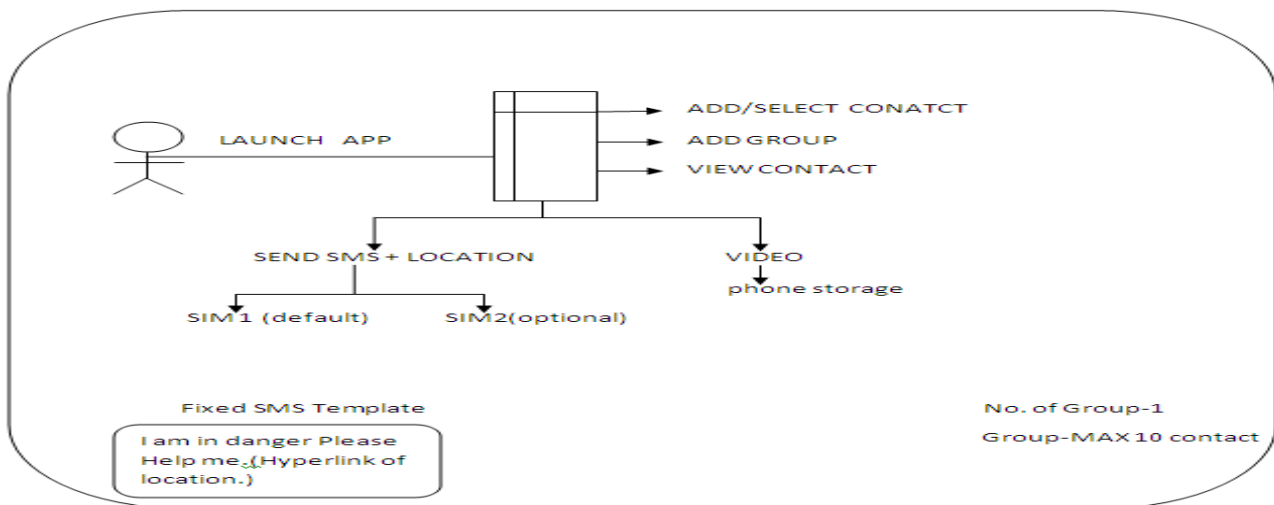 ADD/SELECT CONATCT
LAUNCH APP
ADD GROUP
VIEW CONTACT
SEND SMS + LOCATION
VIDEO
phone storage
SIM 1 (default)
SIM2(optional)
Fixed SMS Template
No. of Group-1
I am in danger Please
Help me.(Hyperlink of
location.)
Group-MAX 10 contact